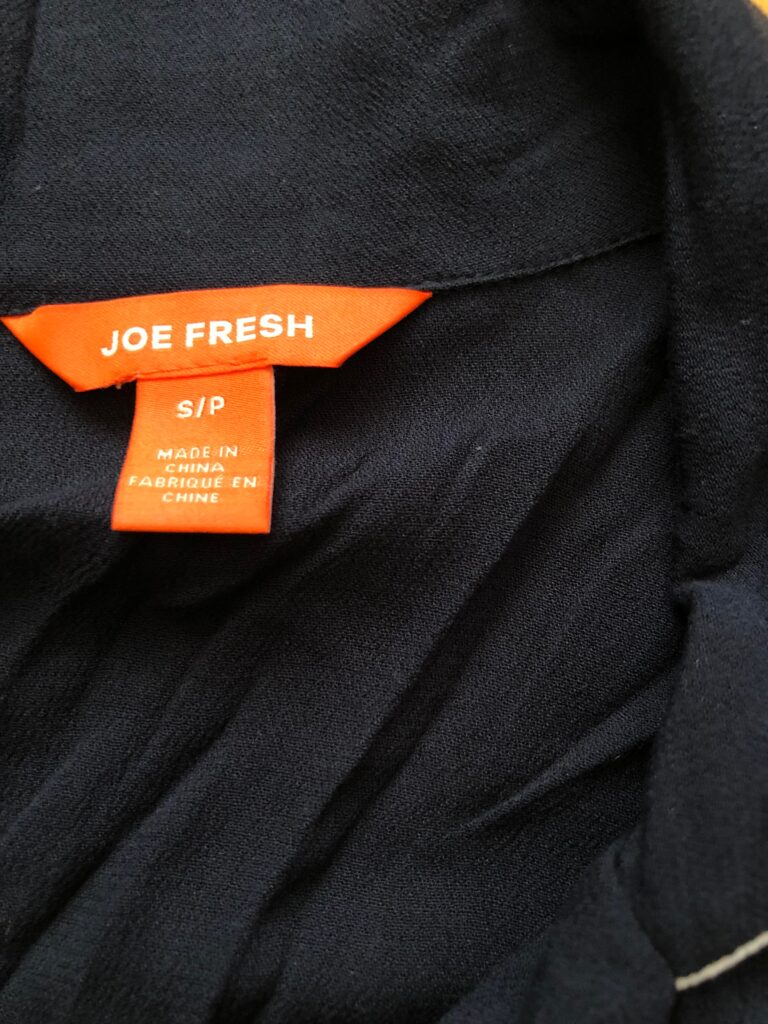 JOE FRESH
S/P
MADE IN
CHINA
FABRIQUÉ EN
CHINE